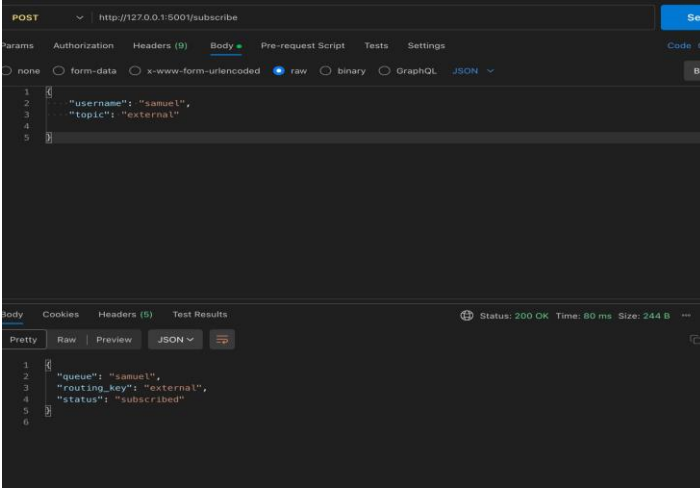 POST http://127.0.0.1:5001/subscribe Se
Params Authorization Headers (9) Body Pre-request Script Tests Settings Code
none form-data x-www-form-urlencoded raw binary GraphQL JSON B
1 {
2 "username": "samuel",
3 "topic": "external"
4
5 }
Body Cookies Headers (5) Test Results Status: 200 OK Time: 80 ms Size: 244 B
Pretty Raw Preview JSON
1 {
2 "queue": "samuel",
3 "routing_key": "external",
4 "status": "subscribed"
5 }
6